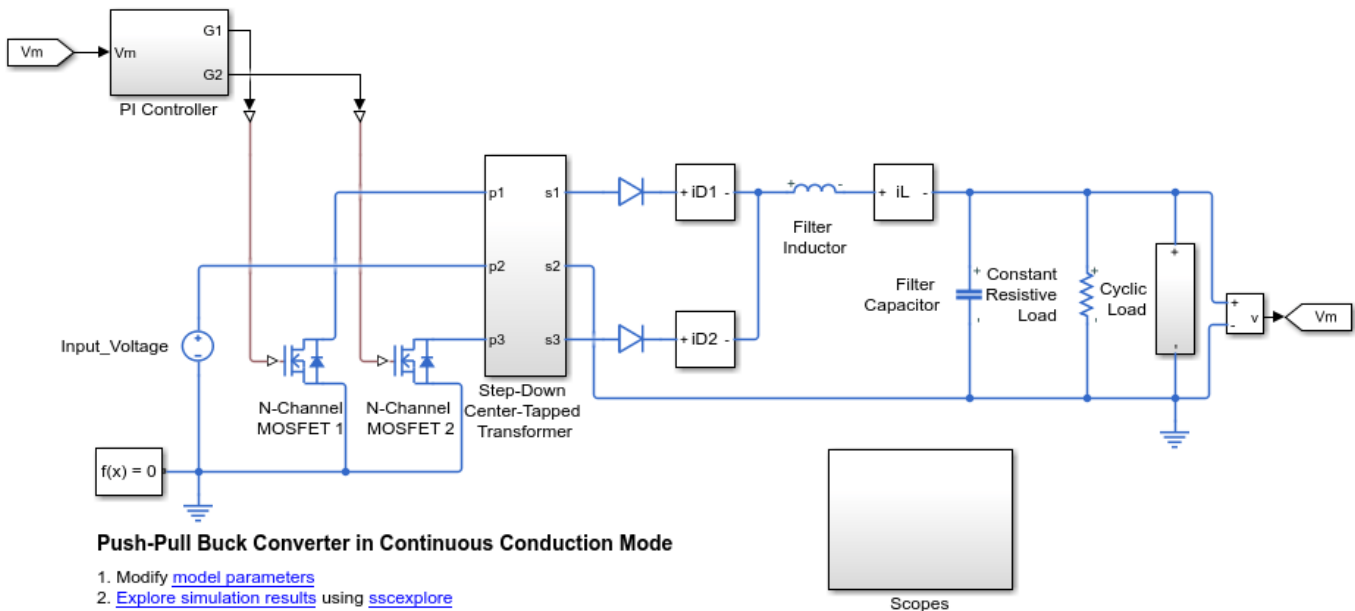 Vm
Vm
G1
G2
PI Controller
p1
p2
p3
s1
s2
s3
Step-Down
Center-Tapped
Transformer
+ iD1 -
+ iD2 -
+ -
Filter
Inductor
+ iL -
Filter
Capacitor
+
-
Constant
Resistive
Load
+
-
Cyclic
Load
+
-
+
-
v
Vm
Input_Voltage
+
-
N-Channel
MOSFET 1
N-Channel
MOSFET 2
f(x) = 0
Push-Pull Buck Converter in Continuous Conduction Mode
1. Modify model parameters
2. Explore simulation results using sscexplore
Scopes